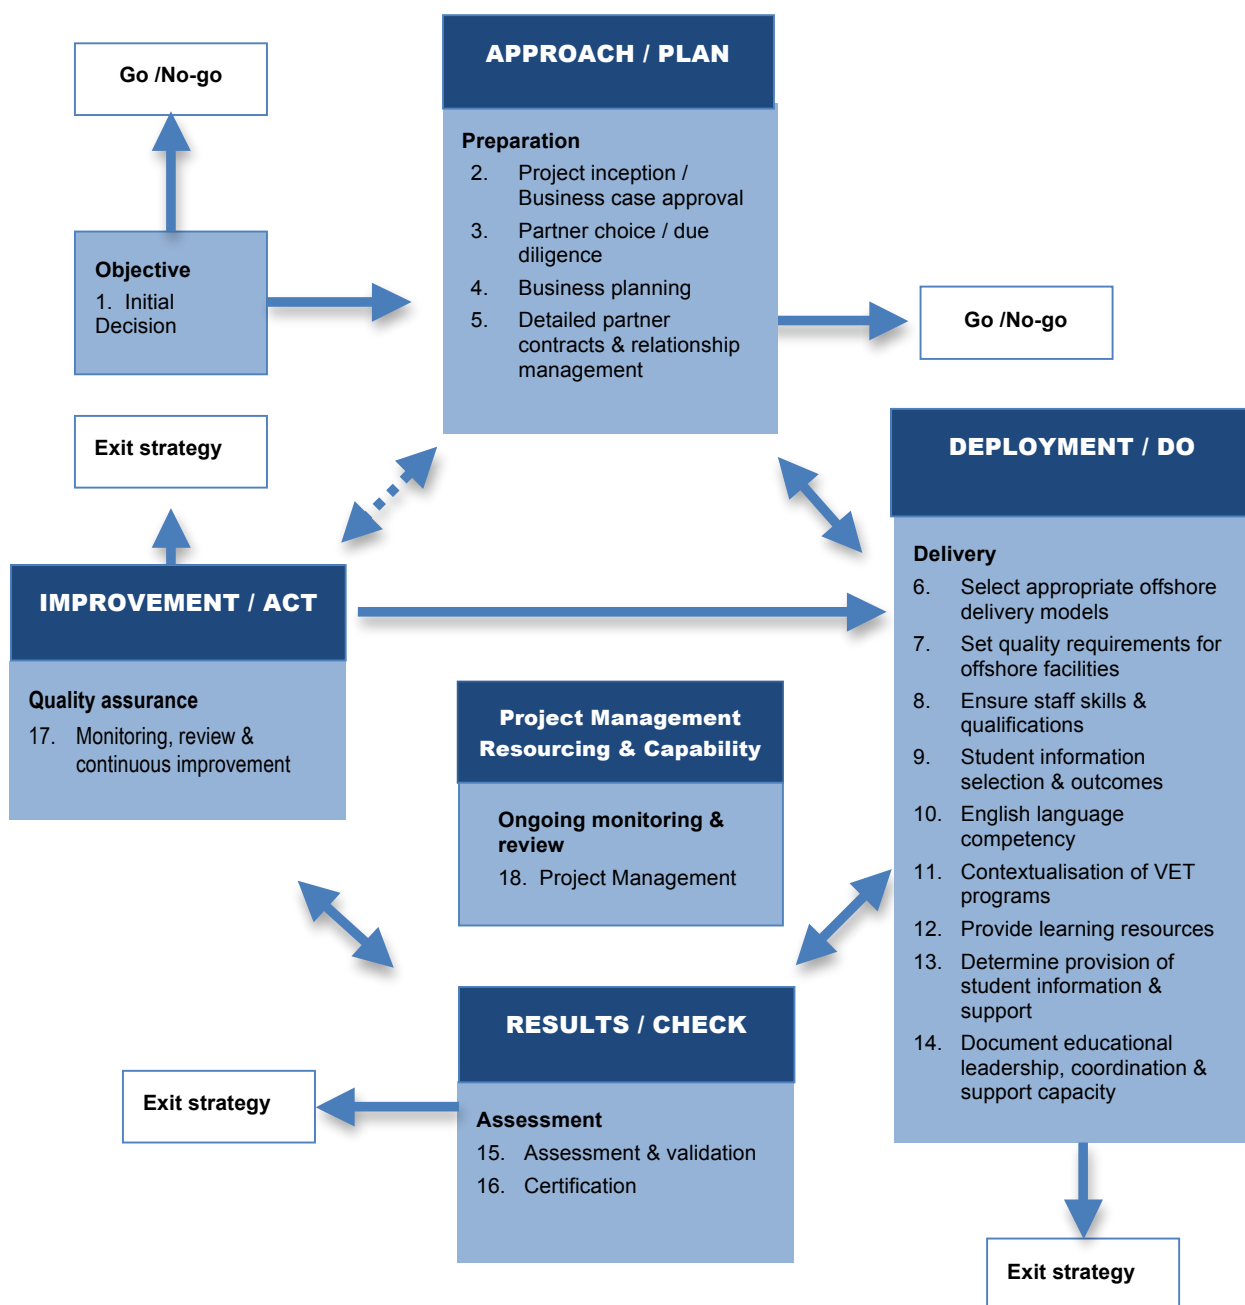 Go /No-go
APPROACH / PLAN
Preparation
2. Project inception /
Business case approval
3. Partner choice / due
diligence
4. Business planning
5. Detailed partner
contracts & relationship
management
Objective
1. Initial
Decision
Go /No-go
Exit strategy
DEPLOYMENT / DO
Delivery
6. Select appropriate offshore
delivery models
7. Set quality requirements for
offshore facilities
8. Ensure staff skills &
qualifications
9. Student information
selection & outcomes
10. English language
competency
11. Contextualisation of VET
programs
12. Provide learning resources
13. Determine provision of
student information &
support
14. Document educational
leadership, coordination &
support capacity
IMPROVEMENT / ACT
Quality assurance
17. Monitoring, review &
continuous improvement
Project Management
Resourcing & Capability
Ongoing monitoring &
review
18. Project Management
RESULTS / CHECK
Assessment
15. Assessment & validation
16. Certification
Exit strategy
Exit strategy